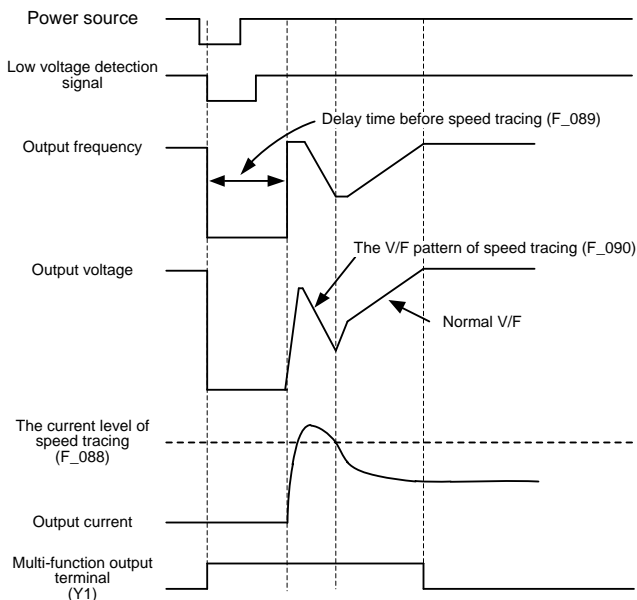 Power source
Low voltage detection
signal
Delay time before speed tracing (F_089)
Output frequency
The V/F pattern of speed tracing (F_090)
Output voltage
Normal V/F
The current level of
speed tracing
(F_088)
Output current
Multi-function output
terminal
(Y1)